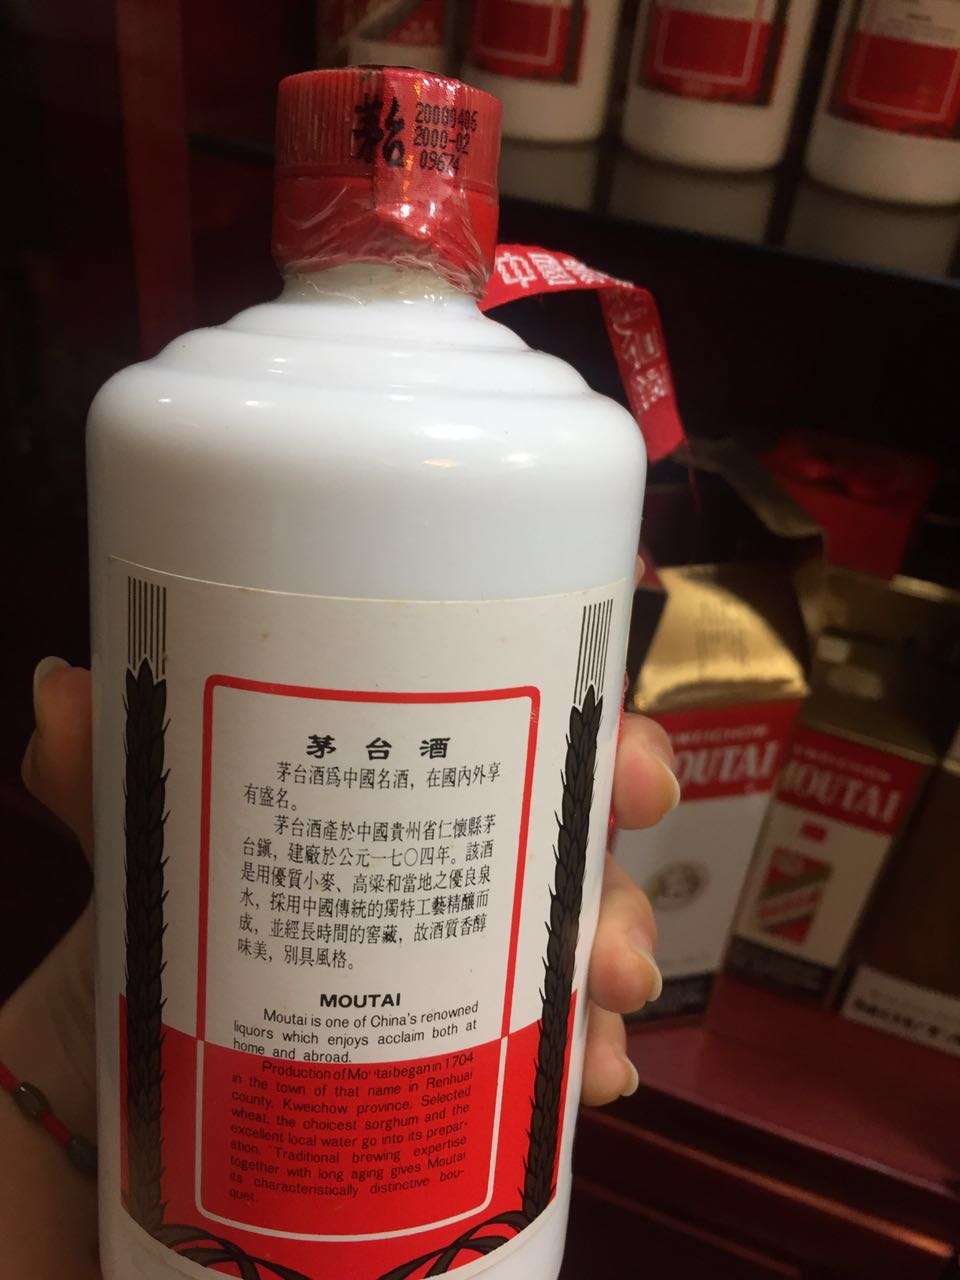 茅台
20000406
2000-02
09674
中國
茅台酒
茅台酒爲中國名酒，在國內外享
有盛名。
茅台酒產於中國貴州省仁懷縣茅
台鎮，建廠於公元一七〇四年。該酒
是用優質小麥、高粱和當地之優良泉
水，採用中國傳統的獨特工藝精釀而
成，並經長時間的窖藏，故酒質香醇
味美，別具風格。
MOUTAI
Moutai is one of China's renowned
liquors which enjoys acclaim both at
home and abroad.
Production of Moutai began in 1704
in the town of that name in Renhuai
county, Kweichow province. Selected
wheat, the choicest sorghum and the
excellent local water go into its prepar-
ation. Traditional brewing expertise
together with long aging gives Moutai
its characteristically distinctive bou-
quet.
KWEICHOW
MOUTAI
MOUTAI